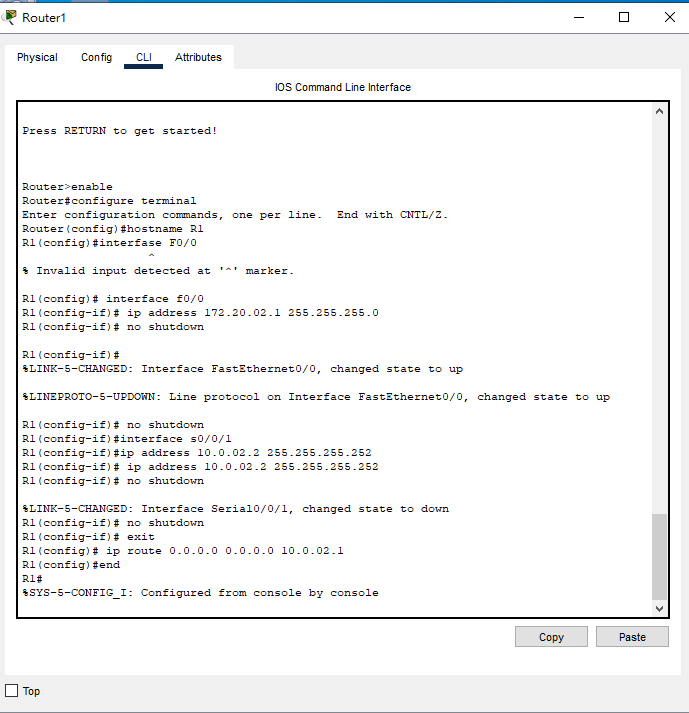 Router1
Physical Config CLI Attributes
IOS Command Line Interface
Press RETURN to get started!
Router>enable
Router#configure terminal
Enter configuration commands, one per line.  End with CNTL/Z.
Router(config)#hostname R1
R1(config)#interfase F0/0
^
% Invalid input detected at '^' marker.
R1(config)# interface f0/0
R1(config-if)# ip address 172.20.02.1 255.255.255.0
R1(config-if)# no shutdown
R1(config-if)#
%LINK-5-CHANGED: Interface FastEthernet0/0, changed state to up
%LINEPROTO-5-UPDOWN: Line protocol on Interface FastEthernet0/0, changed state to up
R1(config-if)# no shutdown
R1(config-if)#interface s0/0/1
R1(config-if)#ip address 10.0.02.2 255.255.255.252
R1(config-if)# ip address 10.0.02.2 255.255.255.252
R1(config-if)# no shutdown
%LINK-5-CHANGED: Interface Serial0/0/1, changed state to down
R1(config-if)# no shutdown
R1(config-if)# exit
R1(config)# ip route 0.0.0.0 0.0.0.0 10.0.02.1
R1(config)#end
R1#
%SYS-5-CONFIG_I: Configured from console by console
Copy Paste
Top